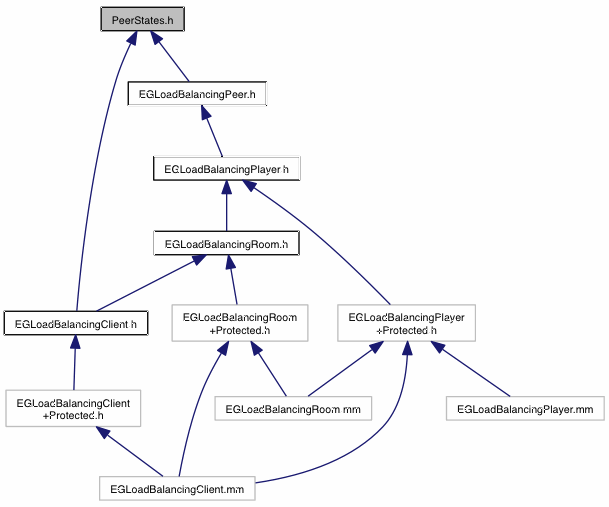 PeerStates.h
EGLoadBalancingPeer.h
EGLoadBalancingPlayer.h
EGLoadBalancingRoom.h
EGLoadBalancingClient.h
EGLoadBalancingRoom
+Protected.h
EGLoadBalancingPlayer
+Protected.h
EGLoadBalancingClient
+Protected.h
EGLoadBalancingRoom.mm
EGLoadBalancingPlayer.mm
EGLoadBalancingClient.mm